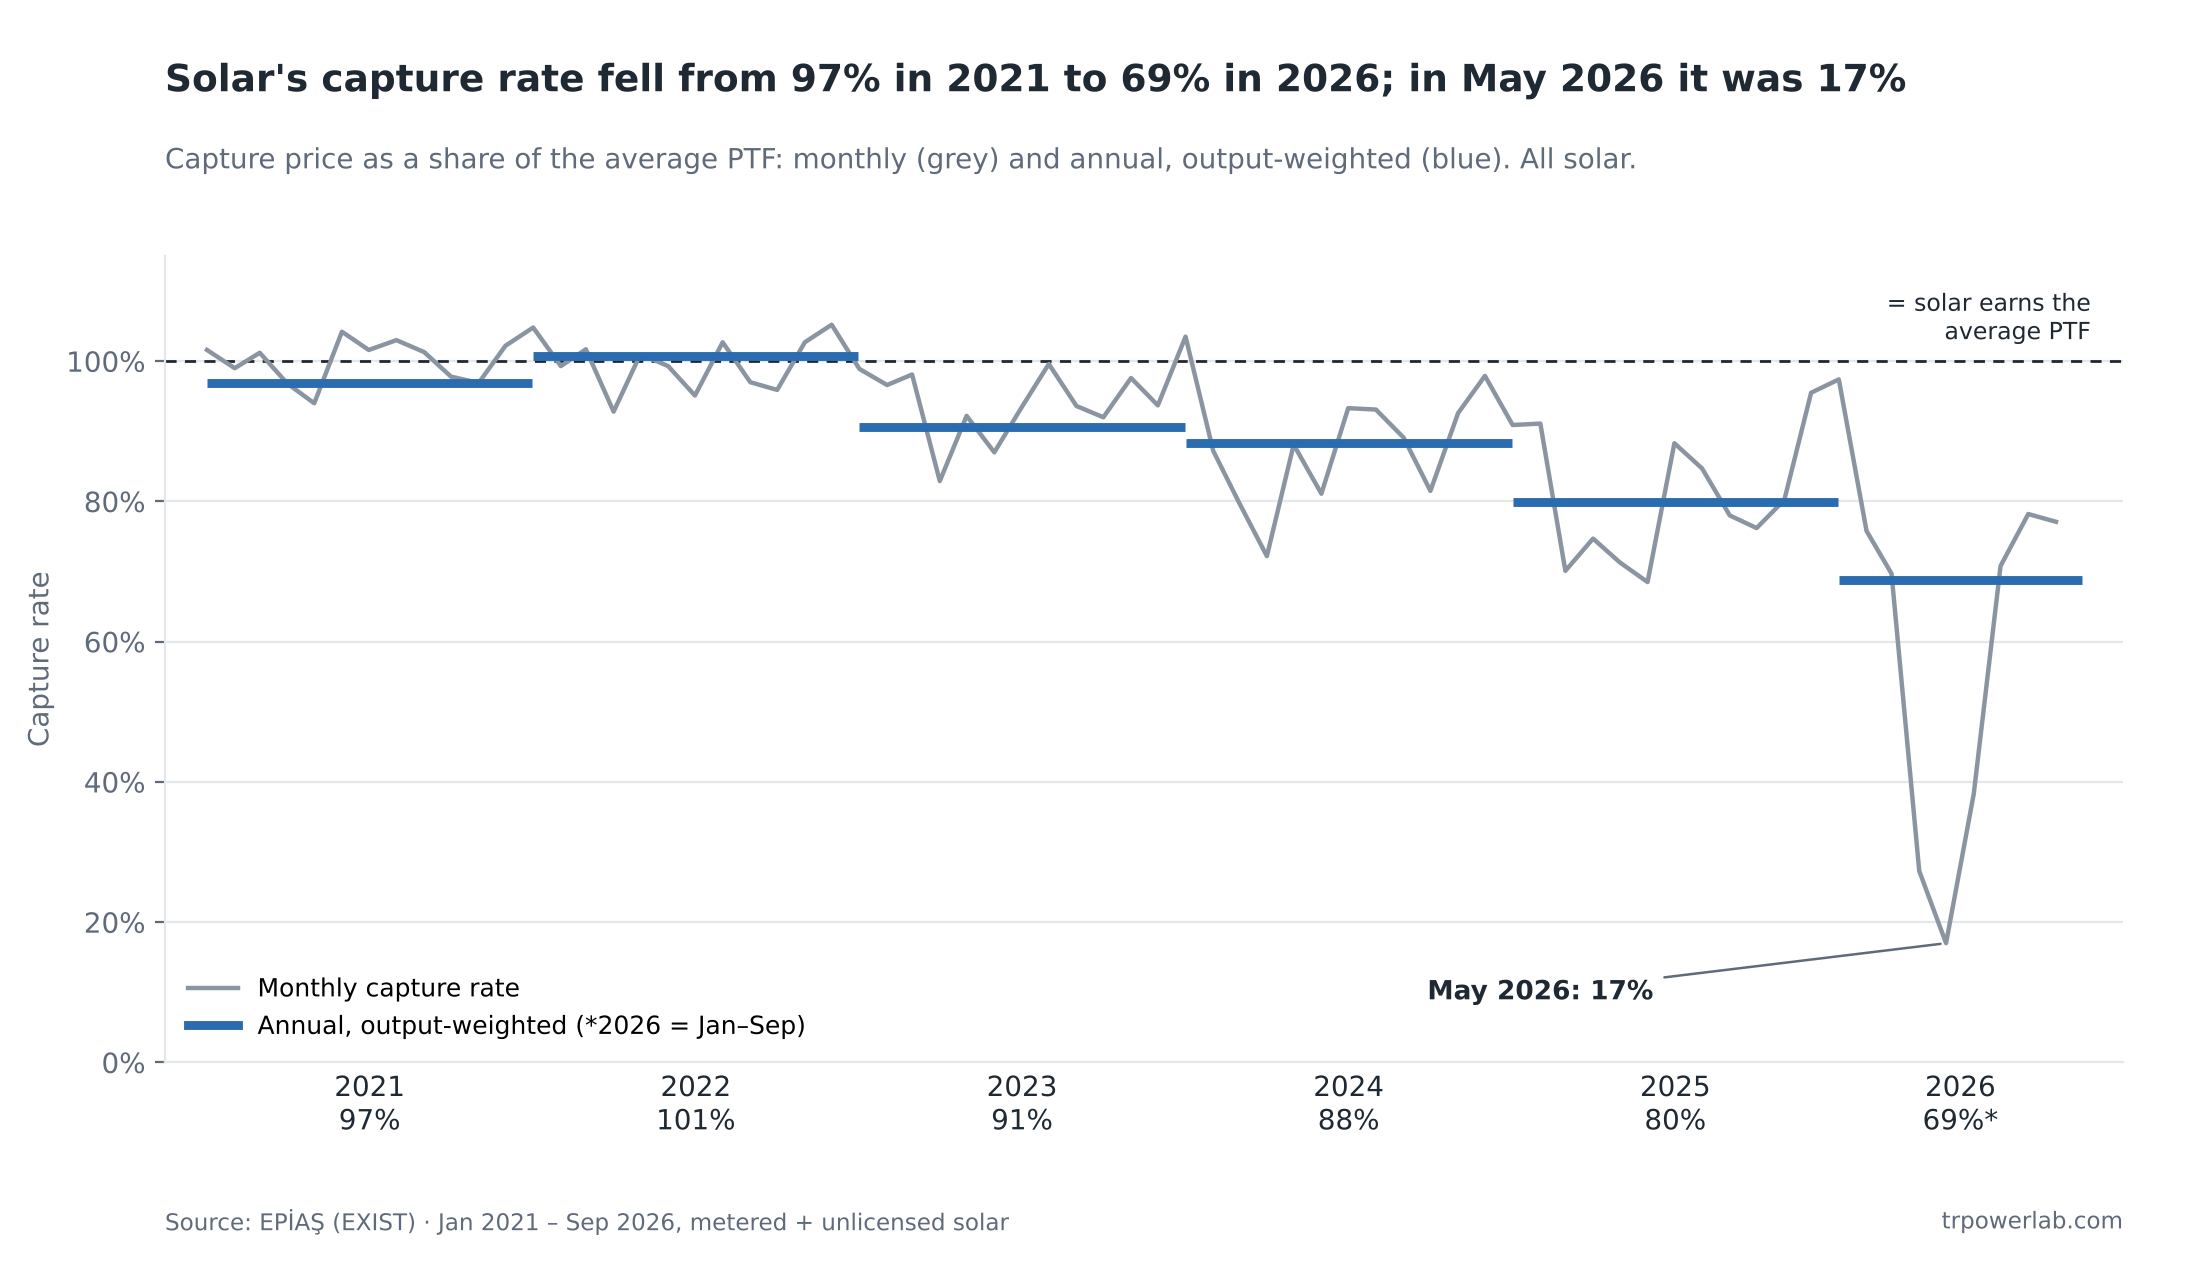 Solar's capture rate fell from 97% in 2021 to 69% in 2026; in May 2026 it was 17%
Capture price as a share of the average PTF: monthly (grey) and annual, output-weighted (blue). All solar.
= solar earns the
average PTF
100%
80%
60%
40%
20%
0%
Capture rate
May 2026: 17%
Monthly capture rate
Annual, output-weighted (*2026 = Jan–Sep)
2021 2022 2023 2024 2025 2026
97% 101% 91% 88% 80% 69%*
Source: EPİAŞ (EXIST) · Jan 2021 – Sep 2026, metered + unlicensed solar
trpowerlab.com